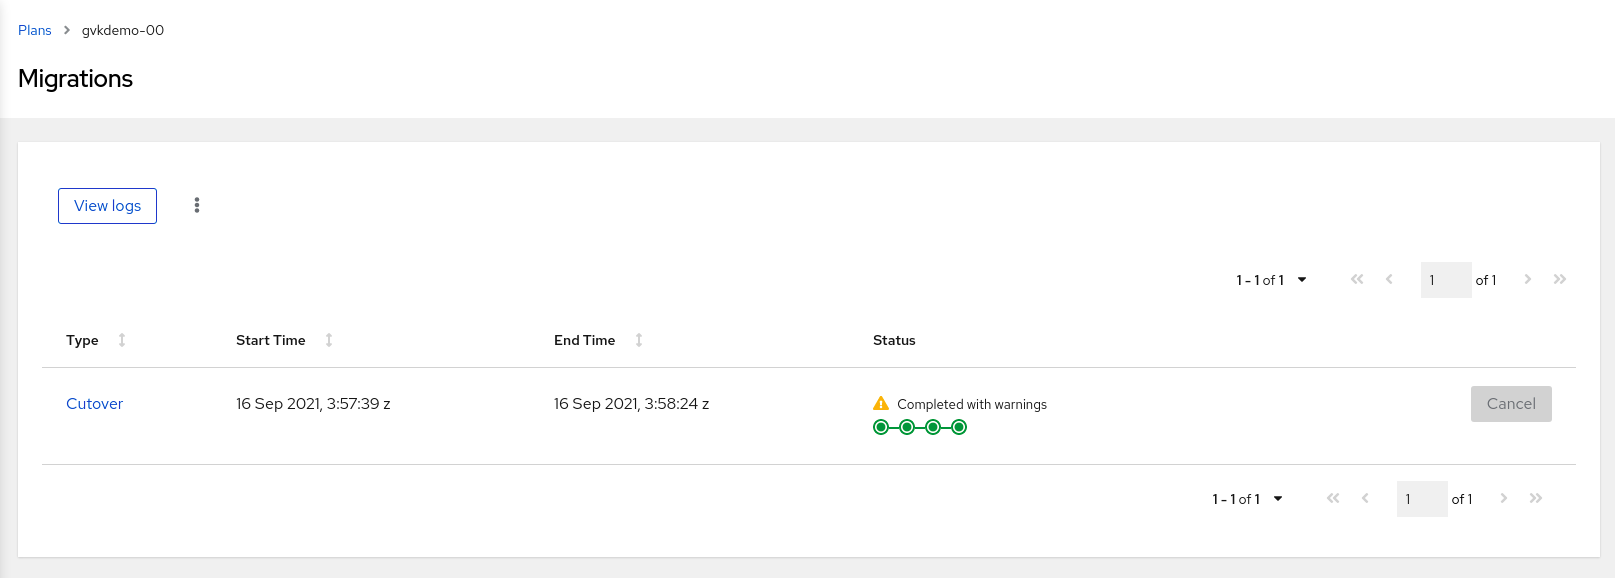 Plans > gvkdemo-00
Migrations
View logs
1 - 1 of 1
1 of 1
Type Start Time End Time Status
Cutover 16 Sep 2021, 3:57:39 z 16 Sep 2021, 3:58:24 z Completed with warnings Cancel
1 - 1 of 1
1 of 1